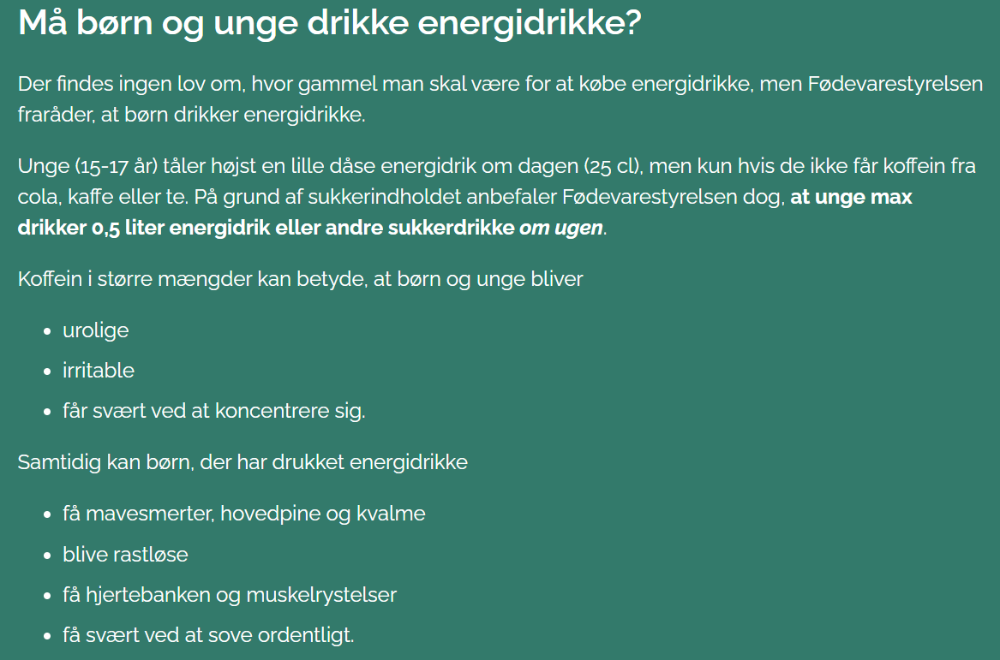 Må børn og unge drikke energidrikke?
Der findes ingen lov om, hvor gammel man skal være for at købe energidrikke, men Fødevarestyrelsen
fraråder, at børn drikker energidrikke.
Unge (15-17 år) tåler højst en lille dåse energidrik om dagen (25 cl), men kun hvis de ikke får koffein fra
cola, kaffe eller te. På grund af sukkerindholdet anbefaler Fødevarestyrelsen dog, at unge max
drikker 0,5 liter energidrik eller andre sukkerdrikke om ugen.
Koffein i større mængder kan betyde, at børn og unge bliver
• urolige
• irritable
• får svært ved at koncentrere sig.
Samtidig kan børn, der har drukket energidrikke
• få mavesmerter, hovedpine og kvalme
• blive rastløse
• få hjertebanken og muskelrystelser
• få svært ved at sove ordentligt.